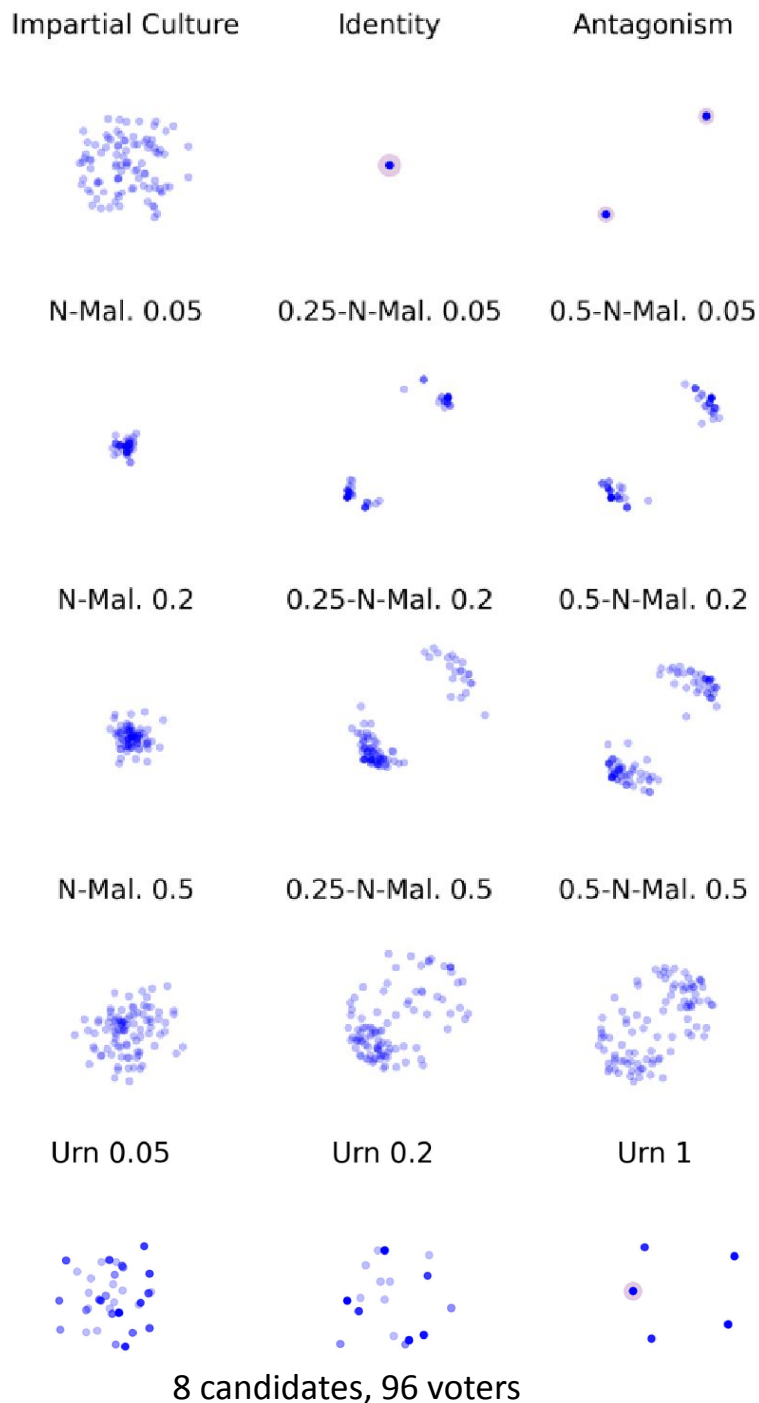 Impartial Culture Identity Antagonism
N-Mal. 0.05 0.25-N-Mal. 0.05 0.5-N-Mal. 0.05
N-Mal. 0.2 0.25-N-Mal. 0.2 0.5-N-Mal. 0.2
N-Mal. 0.5 0.25-N-Mal. 0.5 0.5-N-Mal. 0.5
Urn 0.05 Urn 0.2 Urn 1
8 candidates, 96 voters